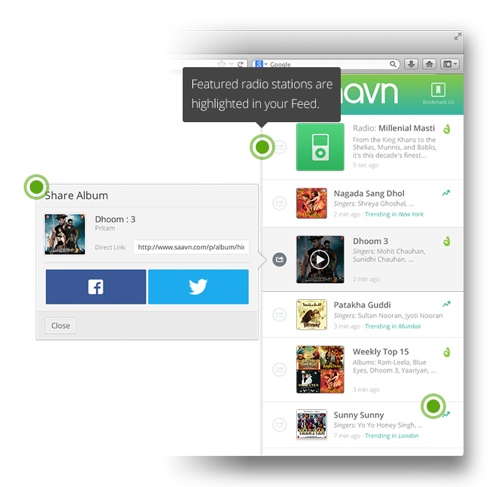 Google
Featured radio stations are
highlighted in your Feed.
aavn
Bookmark Us
Radio: Millenial Masti
From the King Khans to the
Shelias, Munnis, and Bablis,
it's this decade's finest...
5 sec ago
Share Album
Dhoom : 3
Pritam
Direct Link: http://www.saavn.com/p/album/hi
Close
Nagada Sang Dhol
Singers: Shreya Ghoshal, ...
2 min ago · Trending in New York
Dhoom 3
Singers: Mohit Chauhan,
Sunidhi Chauhan, ...
2 min ago
Patakha Guddi
Singers: Sultan Nooran, Jyoti Nooran
3 min ago · Trending in Mumbai
Weekly Top 15
Albums: Ram-Leela, Blue
Eyes, Dhoom 3, Yaariyan, ...
3 min ago
Sunny Sunny
Singers: Yo Yo Honey Singh, ...
7 min ago · Trending in London